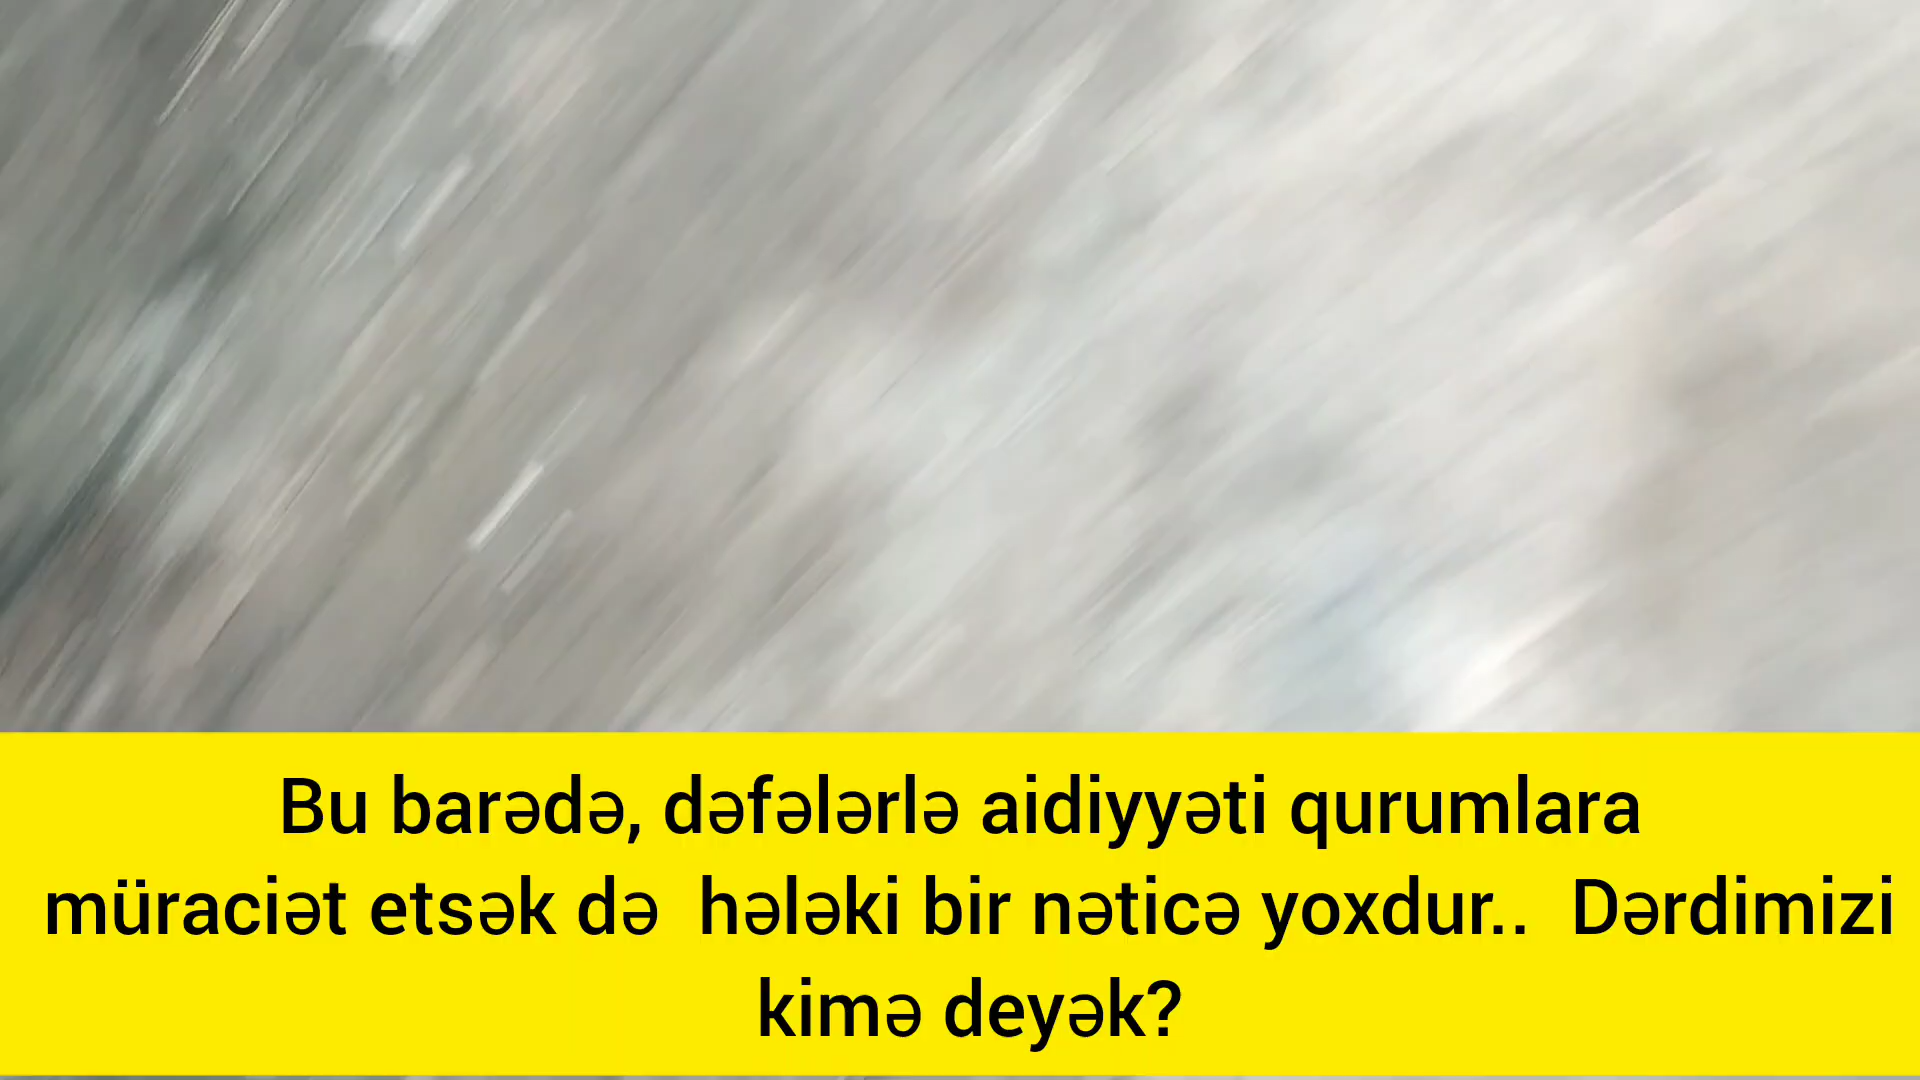 Bu barədə, dəfələrlə aidiyyəti qurumlara
müraciət etsək də  hələki bir nəticə yoxdur..  Dərdimizi
kimə deyək?